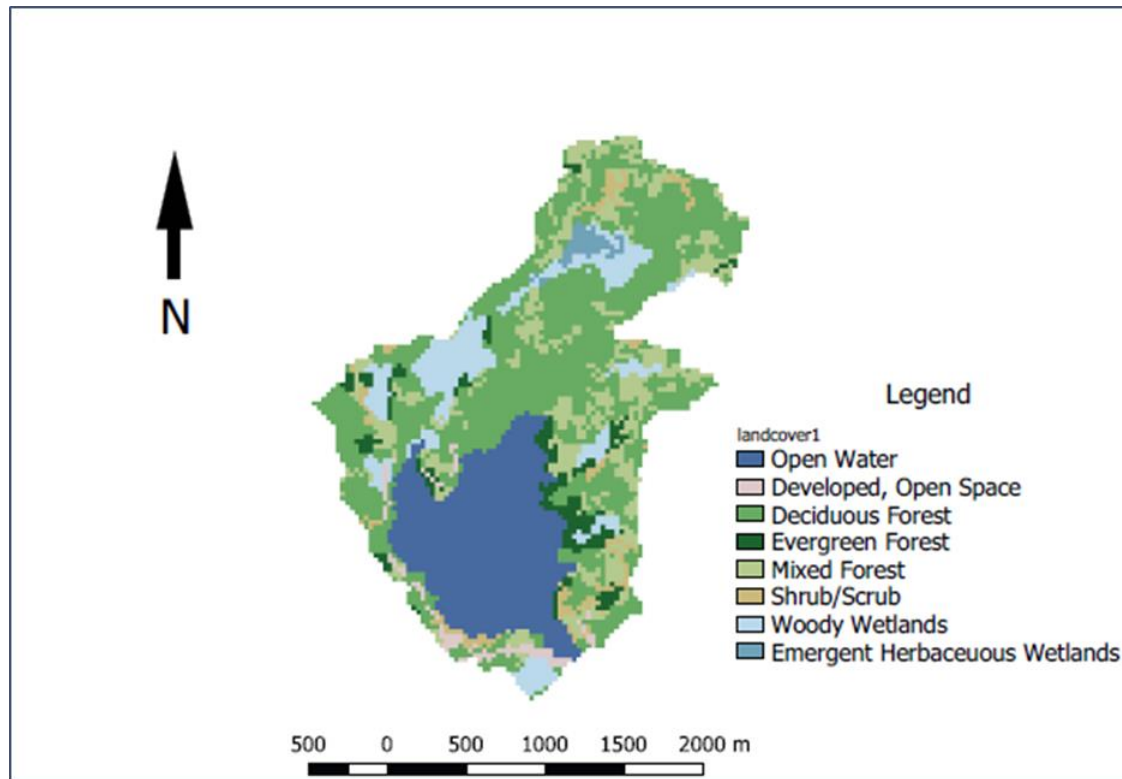 N
Legend
landcover1
Open Water
Developed, Open Space
Deciduous Forest
Evergreen Forest
Mixed Forest
Shrub/Scrub
Woody Wetlands
Emergent Herbaceuous Wetlands
500 0 500 1000 1500 2000 m